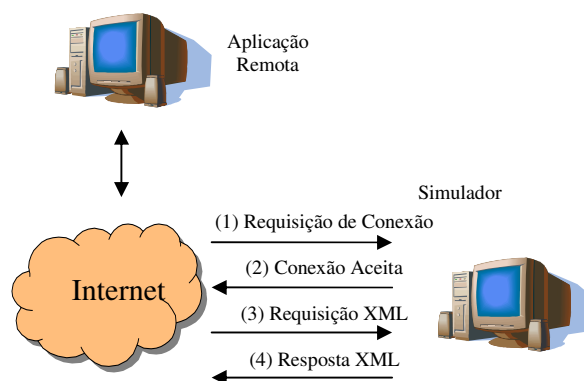 Aplicação
Remota
Simulador
(1) Requisição de Conexão
(2) Conexão Aceita
Internet
(3) Requisição XML
(4) Resposta XML